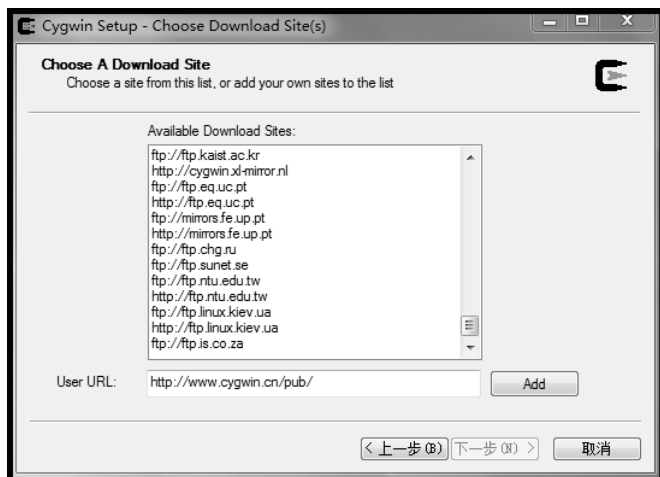 Cygwin Setup - Choose Download Site(s)
Choose A Download Site
Choose a site from this list, or add your own sites to the list
Available Download Sites:
ftp://ftp.kaist.ac.kr
http://cygwin.xl-mirror.nl
ftp://ftp.eq.uc.pt
http://ftp.eq.uc.pt
ftp://mirrors.fe.up.pt
http://mirrors.fe.up.pt
ftp://ftp.chg.ru
ftp://ftp.sunet.se
ftp://ftp.ntu.edu.tw
http://ftp.ntu.edu.tw
ftp://ftp.linux.kiev.ua
http://ftp.linux.kiev.ua
ftp://ftp.is.co.za
User URL: http://www.cygwin.cn/pub/ Add
< 上一步(B) 下一步(N) > 取消